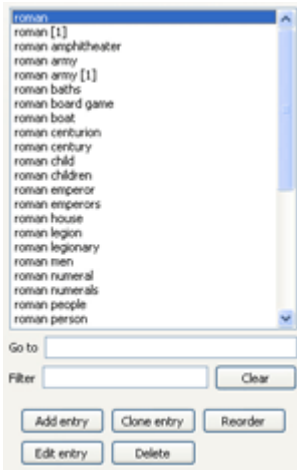 roman
roman [1]
roman amphitheater
roman army
roman army [1]
roman baths
roman board game
roman boat
roman centurion
roman century
roman child
roman children
roman emperor
roman emperors
roman house
roman legion
roman legionary
roman men
roman numeral
roman numerals
roman people
roman person
Go to
Filter
Clear
Add entry Clone entry Reorder
Edit entry Delete